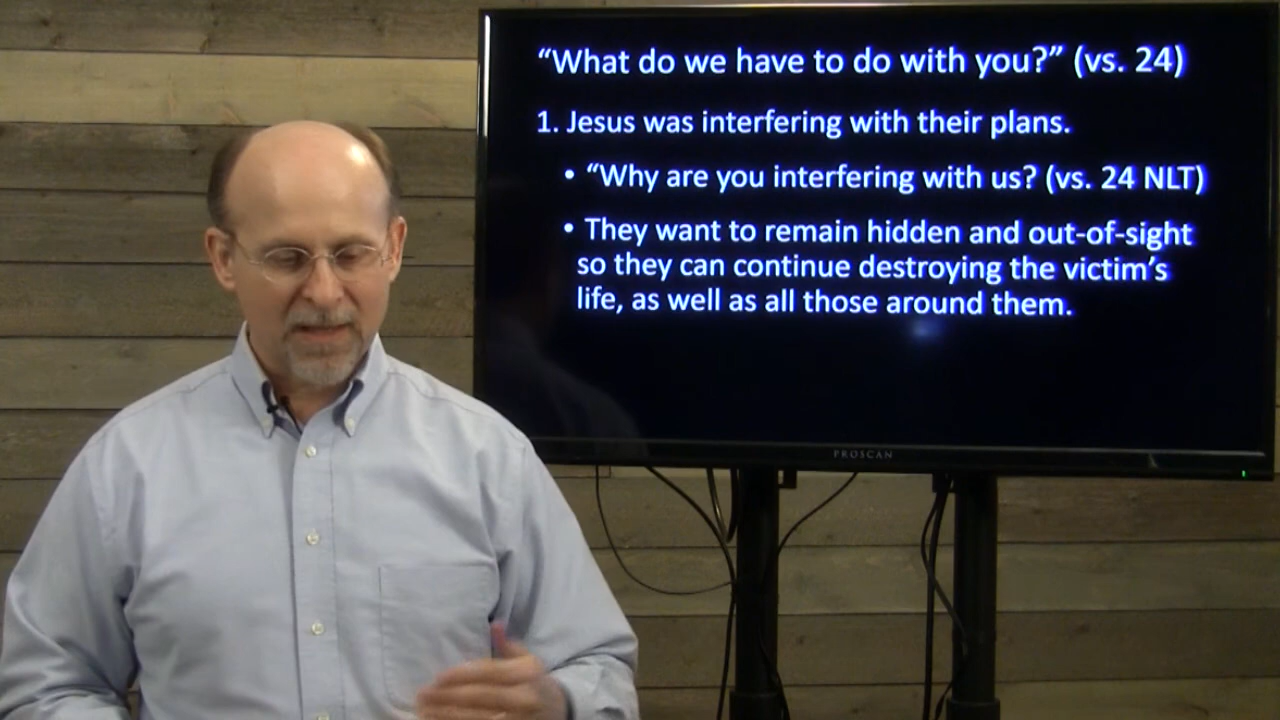 “What do we have to do with you?” (vs. 24)
1. Jesus was interfering with their plans.
• “Why are you interfering with us? (vs. 24 NLT)
• They want to remain hidden and out-of-sight
so they can continue destroying the victim’s
life, as well as all those around them.
PROSCAN